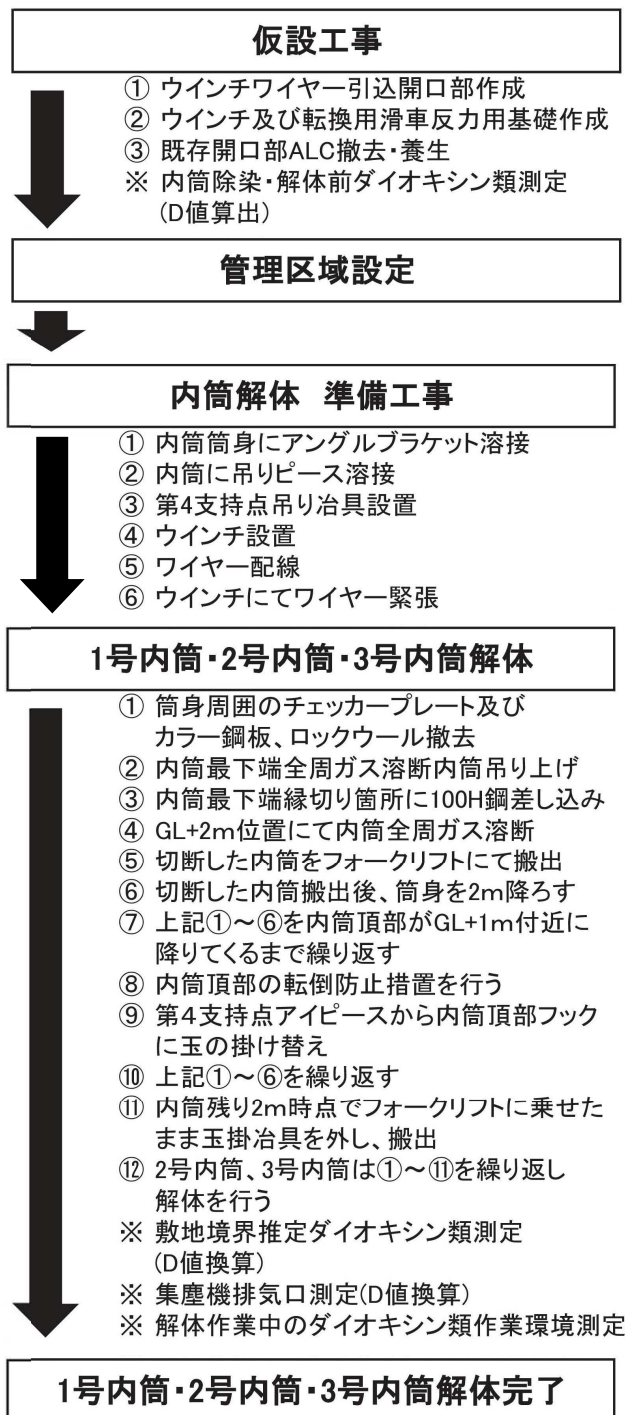 仮設工事
① ウインチワイヤー引込開口部作成
② ウインチ及び転換用滑車反力用基礎作成
③ 既存開口部ALC撤去・養生
※ 内筒除染・解体前ダイオキシン類測定
(D値算出)
管理区域設定
内筒解体 準備工事
① 内筒筒身にアングルブラケット溶接
② 内筒に吊りピース溶接
③ 第4支持点吊り冶具設置
④ ウインチ設置
⑤ ワイヤー配線
⑥ ウインチにてワイヤー緊張
1号内筒・2号内筒・3号内筒解体
① 筒身周囲のチェッカープレート及び
カラー鋼板、ロックウール撤去
② 内筒最下端全周ガス溶断内筒吊り上げ
③ 内筒最下端縁切り箇所に100H鋼差し込み
④ GL+2m位置にて内筒全周ガス溶断
⑤ 切断した内筒をフォークリフトにて搬出
⑥ 切断した内筒搬出後、筒身を2m降ろす
⑦ 上記①～⑥を内筒頂部がGL+1m付近に
降りてくるまで繰り返す
⑧ 内筒頂部の転倒防止措置を行う
⑨ 第4支持点アイピースから内筒頂部フック
に玉の掛け替え
⑩ 上記①～⑥を繰り返す
⑪ 内筒残り2m時点でフォークリフトに乗せた
まま玉掛冶具を外し、搬出
⑫ 2号内筒、3号内筒は①～⑪を繰り返し
解体を行う
※ 敷地境界推定ダイオキシン類測定
(D値換算)
※ 集塵機排気口測定(D値換算)
※ 解体作業中のダイオキシン類作業環境測定
1号内筒・2号内筒・3号内筒解体完了